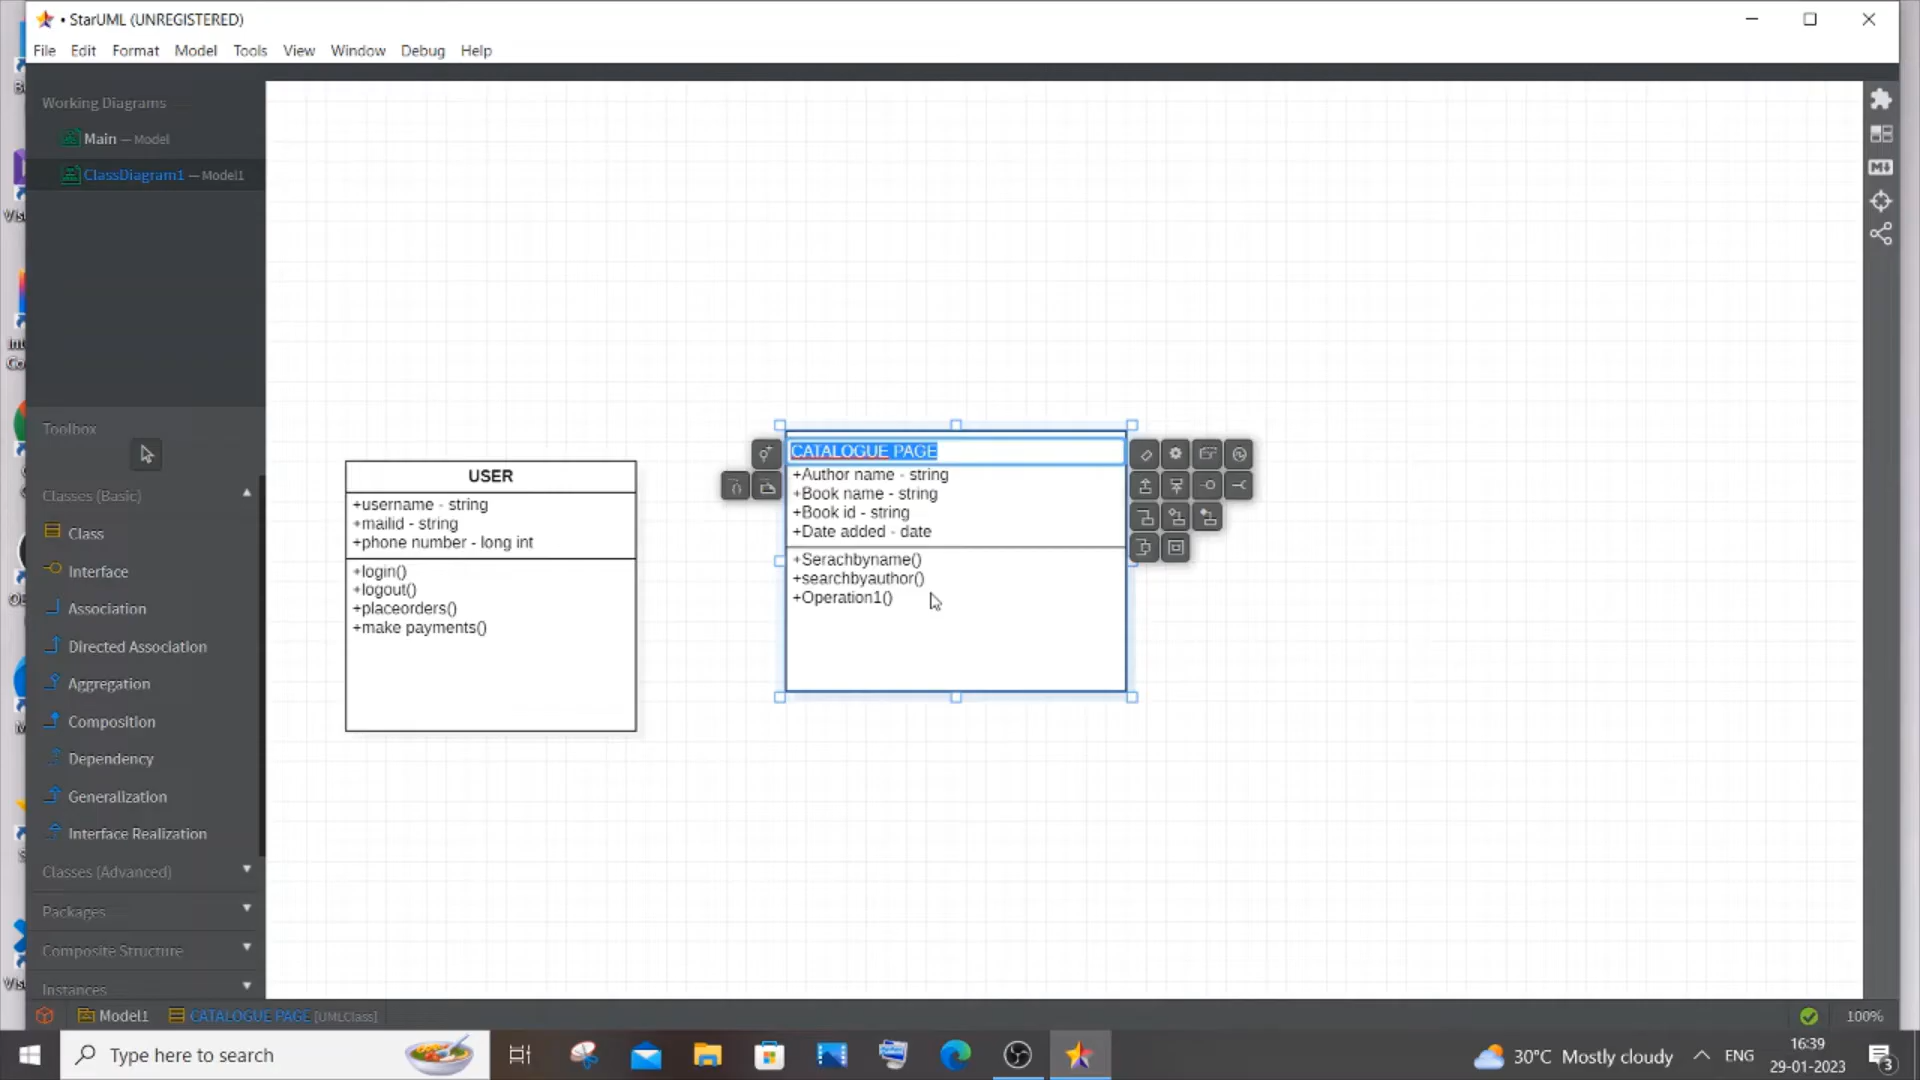 • StarUML (UNREGISTERED)
File Edit Format Model Tools View Window Debug Help
Working Diagrams
Main — Model
ClassDiagram1 — Model1
Toolbox
Classes (Basic)
Class
Interface
Association
Directed Association
Aggregation
Composition
Dependency
Generalization
Interface Realization
Classes (Advanced)
Packages
Composite Structure
Instances
USER
+username - string
+mailid - string
+phone number - long int
+login()
+logout()
+placeorders()
+make payments()
CATALOGUE PAGE
+Author name - string
+Book name - string
+Book id - string
+Date added - date
+Serachbyname()
+searchbyauthor()
+Operation1()
Model1 CATALOGUE PAGE [UMLClass]
100%
Type here to search
30°C Mostly cloudy
ENG
16:39
29-01-2023
3